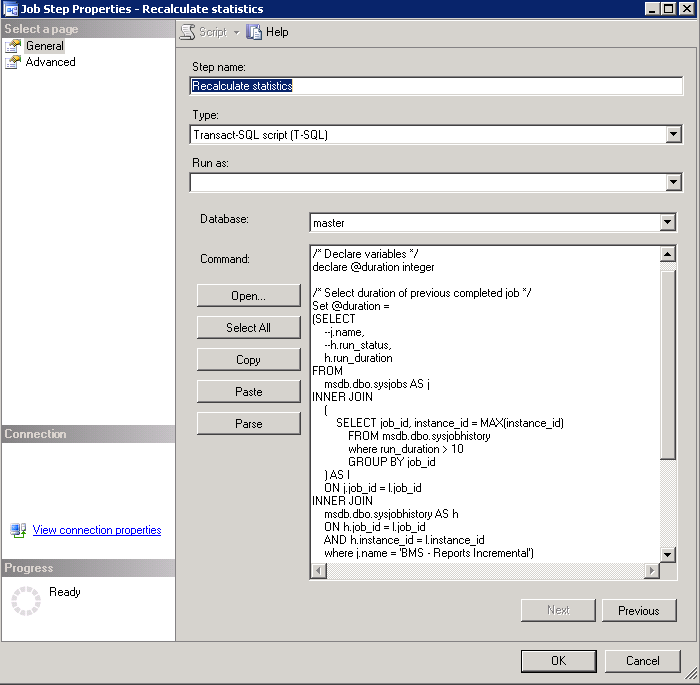 Job Step Properties - Recalculate statistics
Select a page
General
Advanced
Script
Help
Step name:
Recalculate statistics
Type:
Transact-SQL script (T-SQL)
Run as:
Database:
master
Command:
Open...
Select All
Copy
Paste
Parse
/* Declare variables */
declare @duration integer
/* Select duration of previous completed job */
Set @duration =
(SELECT
--j.name,
--h.run_status,
h.run_duration
FROM
msdb.dbo.sysjobs AS j
INNER JOIN
(
SELECT job_id, instance_id = MAX(instance_id)
FROM msdb.dbo.sysjobhistory
where run_duration > 10
GROUP BY job_id
) AS l
ON j.job_id = l.job_id
INNER JOIN
msdb.dbo.sysjobhistory AS h
ON h.job_id = l.job_id
AND h.instance_id = l.instance_id
where j.name = 'BMS - Reports Incremental')
Connection
View connection properties
Progress
Ready
Next
Previous
OK
Cancel